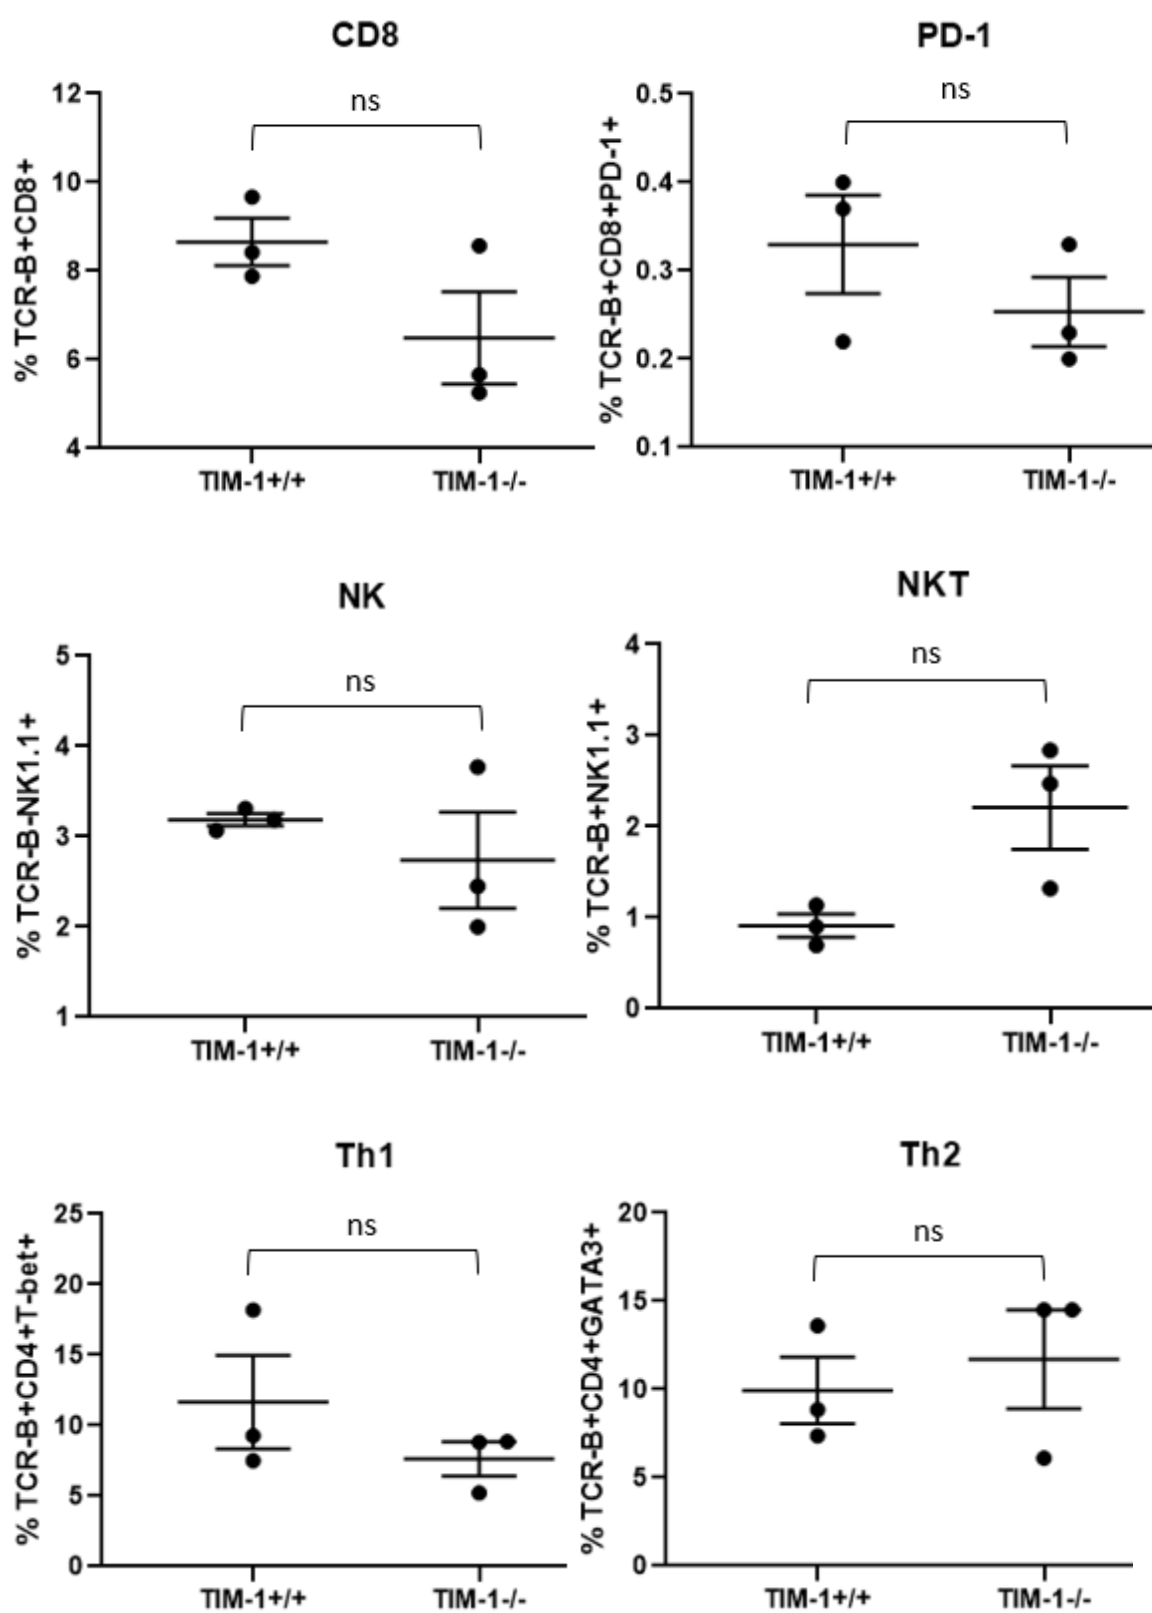 CD8
12
10
8
6
4
% TCR-B+CD8+
ns
TIM-1+/+
TIM-1-/-
PD-1
0.5
0.4
0.3
0.2
0.1
% TCR-B+CD8+PD-1+
ns
TIM-1+/+
TIM-1-/-
NK
5
4
3
2
1
% TCR-B-NK1.1+
ns
TIM-1+/+
TIM-1-/-
NKT
4
3
2
1
0
% TCR-B+NK1.1+
ns
TIM-1+/+
TIM-1-/-
Th1
25
20
15
10
5
0
% TCR-B+CD4+T-bet+
ns
TIM-1+/+
TIM-1-/-
Th2
20
15
10
5
0
% TCR-B+CD4+GATA3+
ns
TIM-1+/+
TIM-1-/-